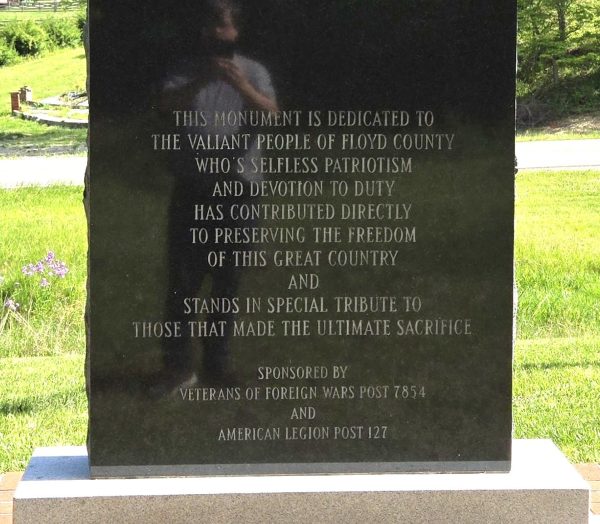 THIS MONUMENT IS DEDICATED TO
THE VALIANT PEOPLE OF FLOYD COUNTY
WHO'S SELFLESS PATRIOTISM
AND DEVOTION TO DUTY
HAS CONTRIBUTED DIRECTLY
TO PRESERVING THE FREEDOM
OF THIS GREAT COUNTRY
AND
STANDS IN SPECIAL TRIBUTE TO
THOSE THAT MADE THE ULTIMATE SACRIFICE
SPONSORED BY
VETERANS OF FOREIGN WARS POST 7854
AND
AMERICAN LEGION POST 127